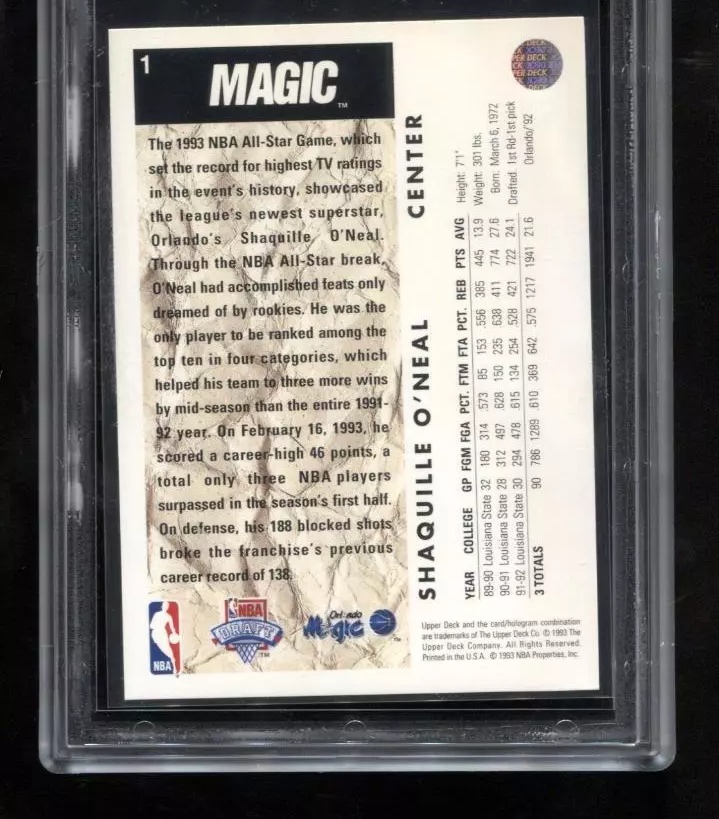 1
MAGIC
TM
The 1993 NBA All-Star Game, which
set the record for highest TV ratings
in the event's history, showcased
the league's newest superstar,
Orlando's Shaquille O'Neal.
Through the NBA All-Star break,
O'Neal had accomplished feats only
dreamed of by rookies. He was the
only player to be ranked among the
top ten in four categories, which
helped his team to three more wins
by mid-season than the entire 1991-
92 year. On February 16, 1993, he
scored a career-high 46 points, a
total only three NBA players
surpassed in the season's first half.
On defense, his 188 blocked shots
broke the franchise's previous
career record of 138.
NBA
NBA
DRAFT
TM
Orlando
Magic
TM
SHAQUILLE O'NEAL CENTER
Height: 7'1"
Weight: 301 lbs.
Born: March 6, 1972
Drafted: 1st Rd-1st pick
Orlando/'92
YEAR COLLEGE GP FGM FGA PCT. FTM FTA PCT. REB PTS AVG
89-90 Louisiana State 32 180 314 .573 85 153 .556 385 445 13.9
90-91 Louisiana State 28 312 497 .628 150 235 .638 411 774 27.6
91-92 Louisiana State 30 294 478 .615 134 254 .528 421 722 24.1
3 TOTALS 90 786 1289 .610 369 642 .575 1217 1941 21.6
Upper Deck and the card/hologram combination
are trademarks of The Upper Deck Co. © 1993 The
Upper Deck Company. All Rights Reserved.
Printed in the U.S.A. © 1993 NBA Properties, Inc.